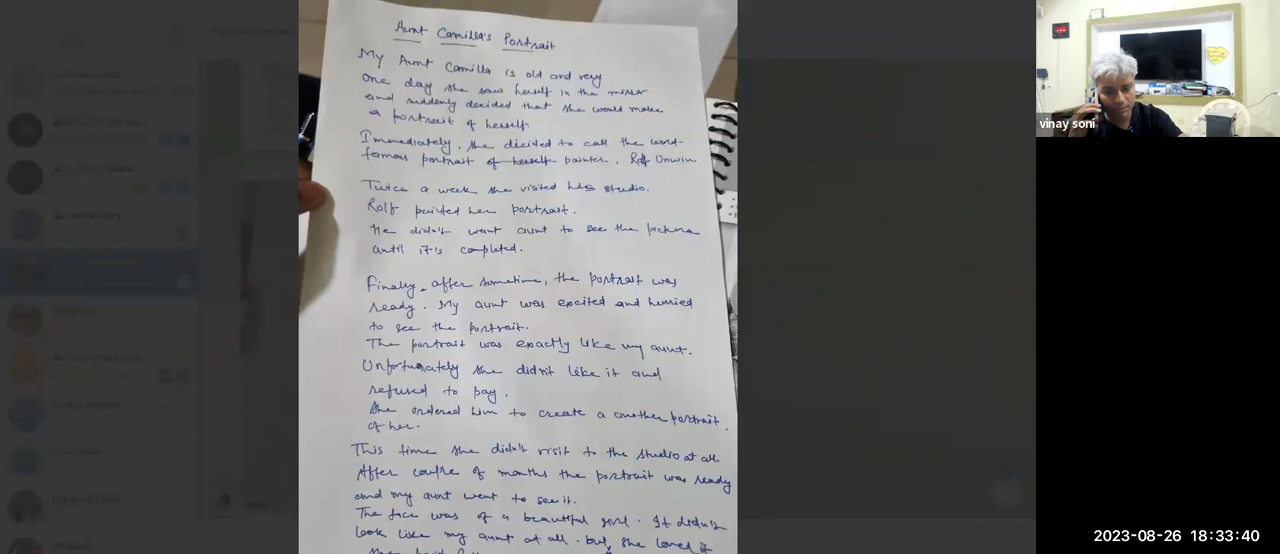 Aunt Camilla's Portrait
My Aunt Camilla is old and very
One day she saw herself in the mirror
and suddenly decided that she would make
a portrait of herself.
Immediately, she decided to call the world-
famous portrait of herself painter, Rolf Unwin
Twice a week she visited his studio.
Rolf painted her portrait.
He didn't want aunt to see the picture
until it's completed.
Finally, after sometime, the portrait was
ready. My aunt was excited and hurried
to see the portrait.
The portrait was exactly like my aunt.
Unfortunately she didn't like it and
refused to pay.
She ordered him to create a another portrait
of her.
This time she didn't visit to the studio at all.
After couple of months the portrait was ready
and my aunt went to see it.
The face was of a beautiful girl. It didn't
look like my aunt at all. but she loved it
She paid
vinay soni
2023-08-26 18:33:40